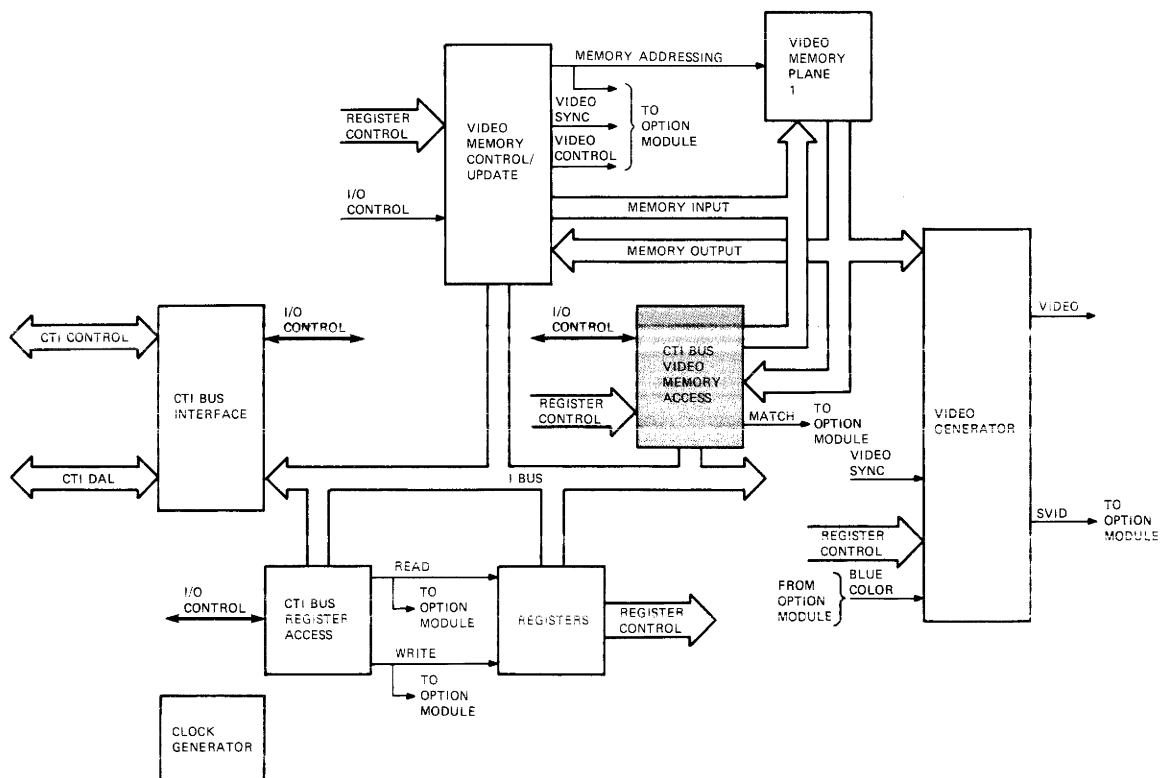 MEMORY ADDRESSING
VIDEO
MEMORY
PLANE
1
REGISTER
CONTROL
VIDEO
MEMORY
CONTROL/
UPDATE
VIDEO
SYNC
VIDEO
CONTROL
TO
OPTION
MODULE
I/O
CONTROL
MEMORY INPUT
MEMORY OUTPUT
CTI CONTROL
CTI BUS
INTERFACE
I/O
CONTROL
I/O
CONTROL
CTI BUS
VIDEO
MEMORY
ACCESS
REGISTER
CONTROL
MATCH
TO
OPTION
MODULE
VIDEO
GENERATOR
VIDEO
CTI DAL
I BUS
VIDEO
SYNC
SVID
TO
OPTION
MODULE
REGISTER
CONTROL
FROM
OPTION
MODULE
BLUE
COLOR
I/O
CONTROL
CTI BUS
REGISTER
ACCESS
READ
TO
OPTION
MODULE
WRITE
TO
OPTION
MODULE
REGISTERS
REGISTER
CONTROL
CLOCK
GENERATOR